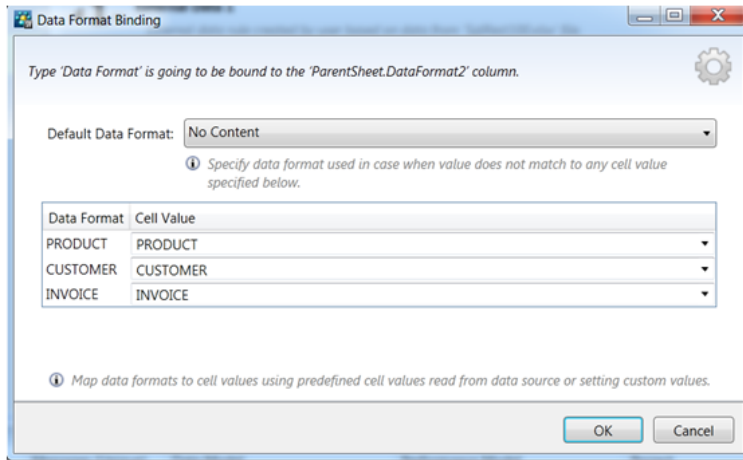 Data Format Binding
Type 'Data Format' is going to be bound to the 'ParentSheet.DataFormat2' column.
Default Data Format: No Content
Specify data format used in case when value does not match to any cell value
specified below.
Data Format Cell Value
PRODUCT PRODUCT
CUSTOMER CUSTOMER
INVOICE INVOICE
Map data formats to cell values using predefined cell values read from data source or setting custom values.
OK Cancel